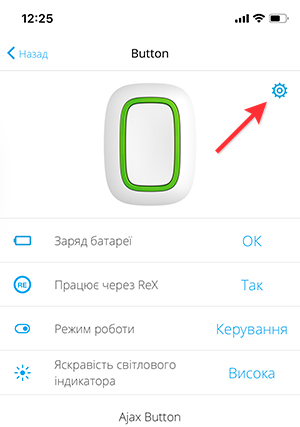 12:25
Назад
Button
Заряд батареї
OK
RE
Працює через ReX
Так
Режим роботи
Керування
Яскравість світлового
індикатора
Висока
Ajax Button